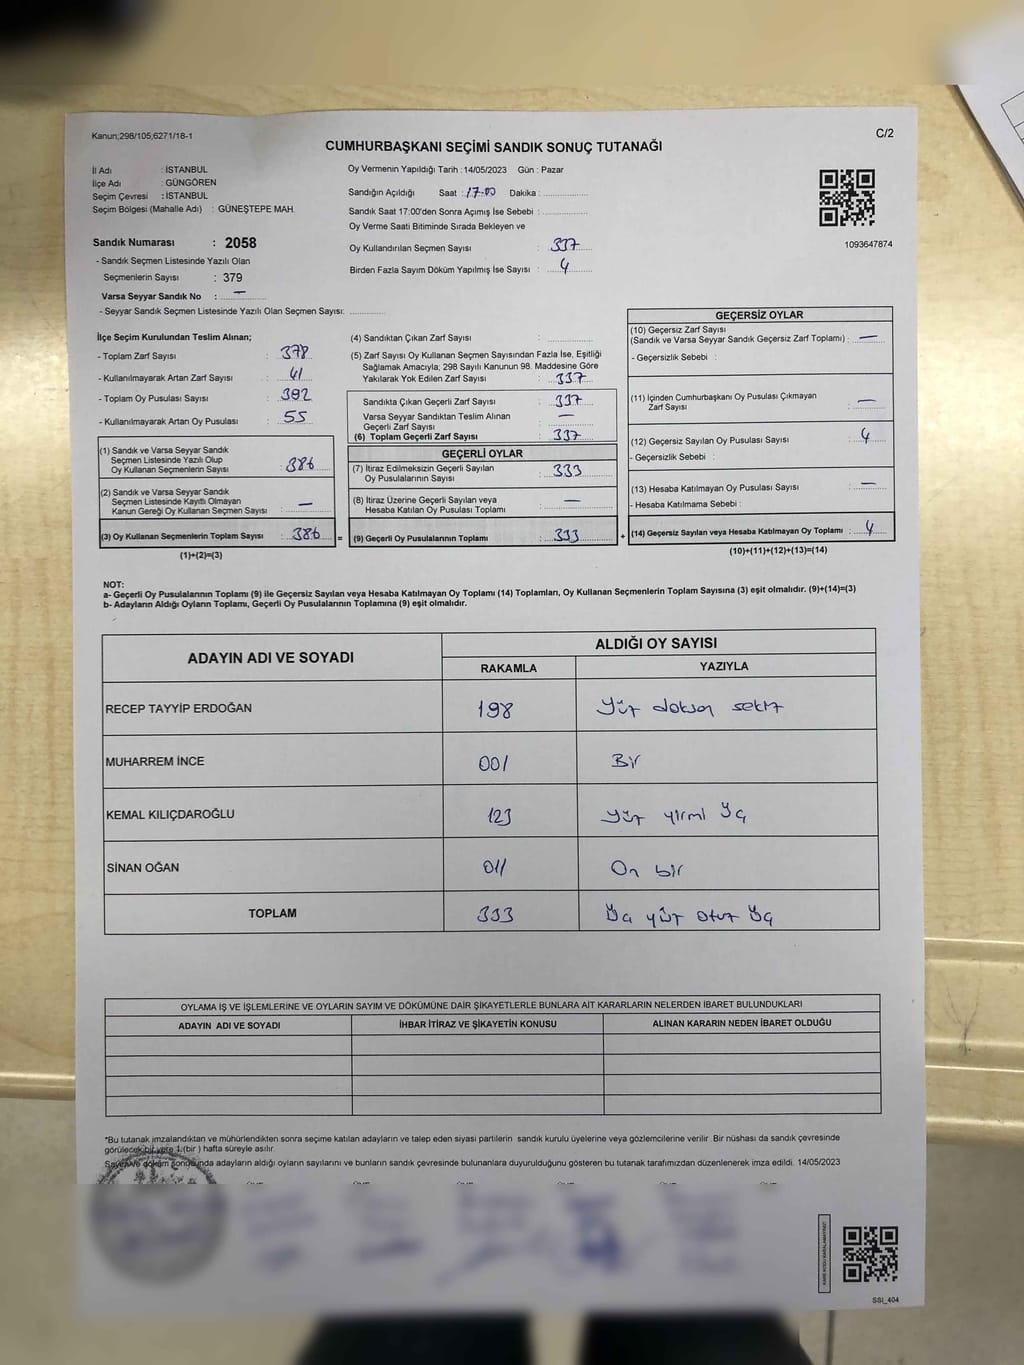 Kanun;298/105;6271/18-1
C/2
CUMHURBAŞKANI SEÇİMİ SANDIK SONUÇ TUTANAĞI
İl Adı : İSTANBUL
İlçe Adı : GÜNGÖREN
Seçim Çevresi : İSTANBUL
Seçim Bölgesi (Mahalle Adı) : GÜNEŞTEPE MAH.
Sandık Numarası : 2058
- Sandık Seçmen Listesinde Yazılı Olan
Seçmenlerin Sayısı : 379
Varsa Seyyar Sandık No : —
- Seyyar Sandık Seçmen Listesinde Yazılı Olan Seçmen Sayısı:
Oy Vermenin Yapıldığı Tarih : 14/05/2023 Gün : Pazar
Sandığın Açıldığı Saat : 17:00 Dakika :
Sandık Saat 17:00'den Sonra Açımış İse Sebebi :
Oy Verme Saati Bitiminde Sırada Bekleyen ve
Oy Kullandırılan Seçmen Sayısı : 337
Birden Fazla Sayım Döküm Yapılmış İse Sayısı : 4
1093647874
İlçe Seçim Kurulundan Teslim Alınan;
- Toplam Zarf Sayısı : 378
- Kullanılmayarak Artan Zarf Sayısı : 41
- Toplam Oy Pusulası Sayısı : 392
- Kullanılmayarak Artan Oy Pusulası : 55
(1) Sandık ve Varsa Seyyar Sandık
Seçmen Listesinde Yazılı Olup
Oy Kullanan Seçmenlerin Sayısı : 386
(2) Sandık ve Varsa Seyyar Sandık
Seçmen Listesinde Kayıtlı Olmayan
Kanun Gereği Oy Kullanan Seçmen Sayısı : —
(3) Oy Kullanan Seçmenlerin Toplam Sayısı : 386 =
(1)+(2)=(3)
(4) Sandıktan Çıkan Zarf Sayısı :
(5) Zarf Sayısı Oy Kullanan Seçmen Sayısından Fazla İse, Eşitliği
Sağlamak Amacıyla; 298 Sayılı Kanunun 98. Maddesine Göre
Yakılarak Yok Edilen Zarf Sayısı : 337
Sandıkta Çıkan Geçerli Zarf Sayısı : 337
Varsa Seyyar Sandıktan Teslim Alınan
Geçerli Zarf Sayısı : —
(6) Toplam Geçerli Zarf Sayısı : 337
GEÇERLİ OYLAR
(7) İtiraz Edilmeksizin Geçerli Sayılan
Oy Pusulalarının Sayısı : 333
(8) İtiraz Üzerine Geçerli Sayılan veya
Hesaba Katılan Oy Pusulası Toplamı : —
(9) Geçerli Oy Pusulalarının Toplamı : 333 +
GEÇERSİZ OYLAR
(10) Geçersiz Zarf Sayısı
(Sandık ve Varsa Seyyar Sandık Geçersiz Zarf Toplamı) : —
- Geçersizlik Sebebi :
(11) İçinden Cumhurbaşkanı Oy Pusulası Çıkmayan
Zarf Sayısı : —
(12) Geçersiz Sayılan Oy Pusulası Sayısı : 4
- Geçersizlik Sebebi :
(13) Hesaba Katılmayan Oy Pusulası Sayısı : —
- Hesaba Katılmama Sebebi :
(14) Geçersiz Sayılan veya Hesaba Katılmayan Oy Toplamı : 4
(10)+(11)+(12)+(13)=(14)
NOT:
a- Geçerli Oy Pusulalarının Toplamı (9) ile Geçersiz Sayılan veya Hesaba Katılmayan Oy Toplamı (14) Toplamları, Oy Kullanan Seçmenlerin Toplam Sayısına (3) eşit olmalıdır. (9)+(14)=(3)
b- Adayların Aldığı Oyların Toplamı, Geçerli Oy Pusulalarının Toplamına (9) eşit olmalıdır.
ADAYIN ADI VE SOYADI
ALDIĞI OY SAYISI
RAKAMLA YAZIYLA
RECEP TAYYİP ERDOĞAN 198 Yüz doksan sekiz
MUHARREM İNCE 001 Bir
KEMAL KILIÇDAROĞLU 123 Yüz yirmi Üç
SİNAN OĞAN 011 On bir
TOPLAM 333 Üç yüz otuz Üç
OYLAMA İŞ VE İŞLEMLERİNE VE OYLARIN SAYIM VE DÖKÜMÜNE DAİR ŞİKAYETLERLE BUNLARA AİT KARARLARIN NELERDEN İBARET BULUNDUKLARI
ADAYIN ADI VE SOYADI İHBAR İTİRAZ VE ŞİKAYETİN KONUSU ALINAN KARARIN NEDEN İBARET OLDUĞU
*Bu tutanak imzalandıktan ve mühürlendikten sonra seçime katılan adayların ve talep eden siyasi partilerin sandık kurulu üyelerine veya gözlemcilerine verilir. Bir nüshası da sandık çevresinde
görülecek bir yere 1 (bir ) hafta süreyle asılır.
Sayım ve döküm sonunda adayların aldığı oyların sayılarını ve bunların sandık çevresinde bulunanlara duyurulduğunu gösteren bu tutanak tarafımızdan düzenlenerek imza edildi. 14/05/2023
SSI_404